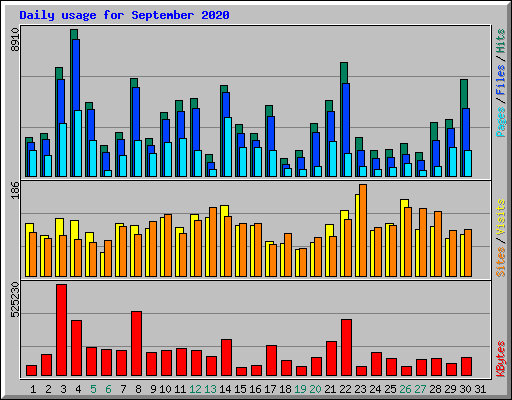 Daily usage for September 2020
8910
Pages / Files / Hits
186
Sites / Visits
525230
KBytes
1 2 3 4 5 6 7 8 9 10 11 12 13 14 15 16 17 18 19 20 21 22 23 24 25 26 27 28 29 30 31